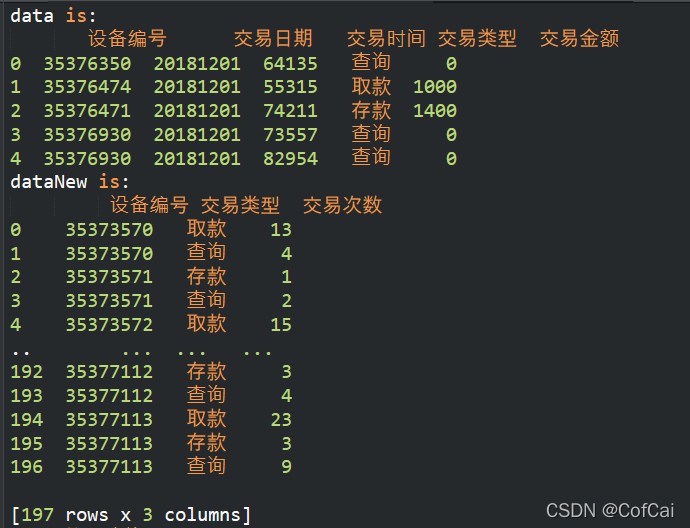 data is:
设备编号 交易日期 交易时间 交易类型 交易金额
0 35376350 20181201 64135 查询 0
1 35376474 20181201 55315 取款 1000
2 35376471 20181201 74211 存款 1400
3 35376930 20181201 73557 查询 0
4 35376930 20181201 82954 查询 0
dataNew is:
设备编号 交易类型 交易次数
0 35373570 取款 13
1 35373570 查询 4
2 35373571 存款 1
3 35373571 查询 2
4 35373572 取款 15
.. ... ... ...
192 35377112 存款 3
193 35377112 查询 4
194 35377113 取款 23
195 35377113 存款 3
196 35377113 查询 9
[197 rows x 3 columns]
CSDN @CofCai